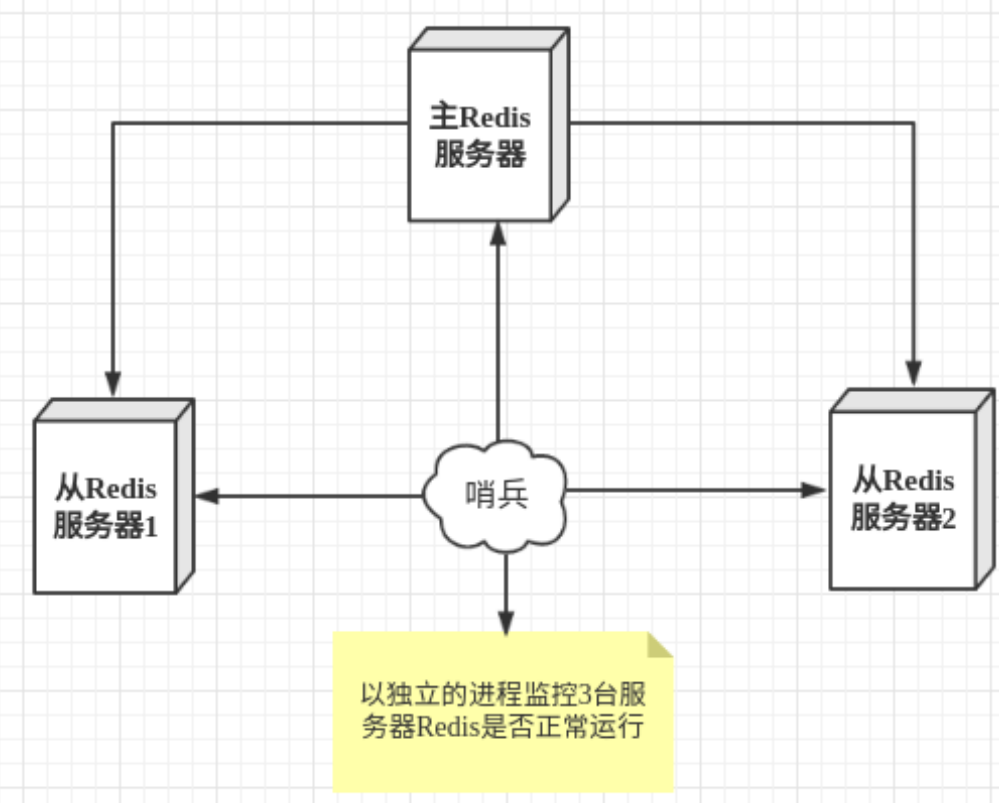 主Redis
服务器
从Redis
服务器1
哨兵
从Redis
服务器2
以独立的进程监控3台服
务器Redis是否正常运行